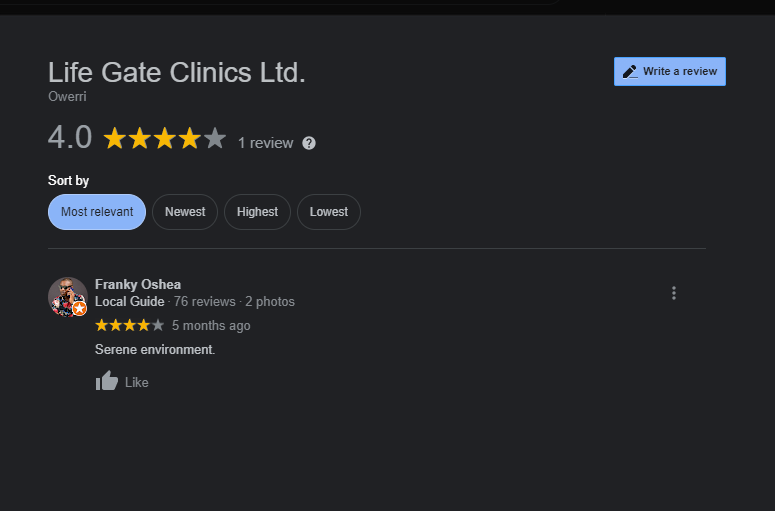 Life Gate Clinics Ltd.
Write a review
Owerri
4.0 1 review ?
Sort by
Most relevant Newest Highest Lowest
Franky Oshea
Local Guide · 76 reviews · 2 photos
5 months ago
Serene environment.
Like